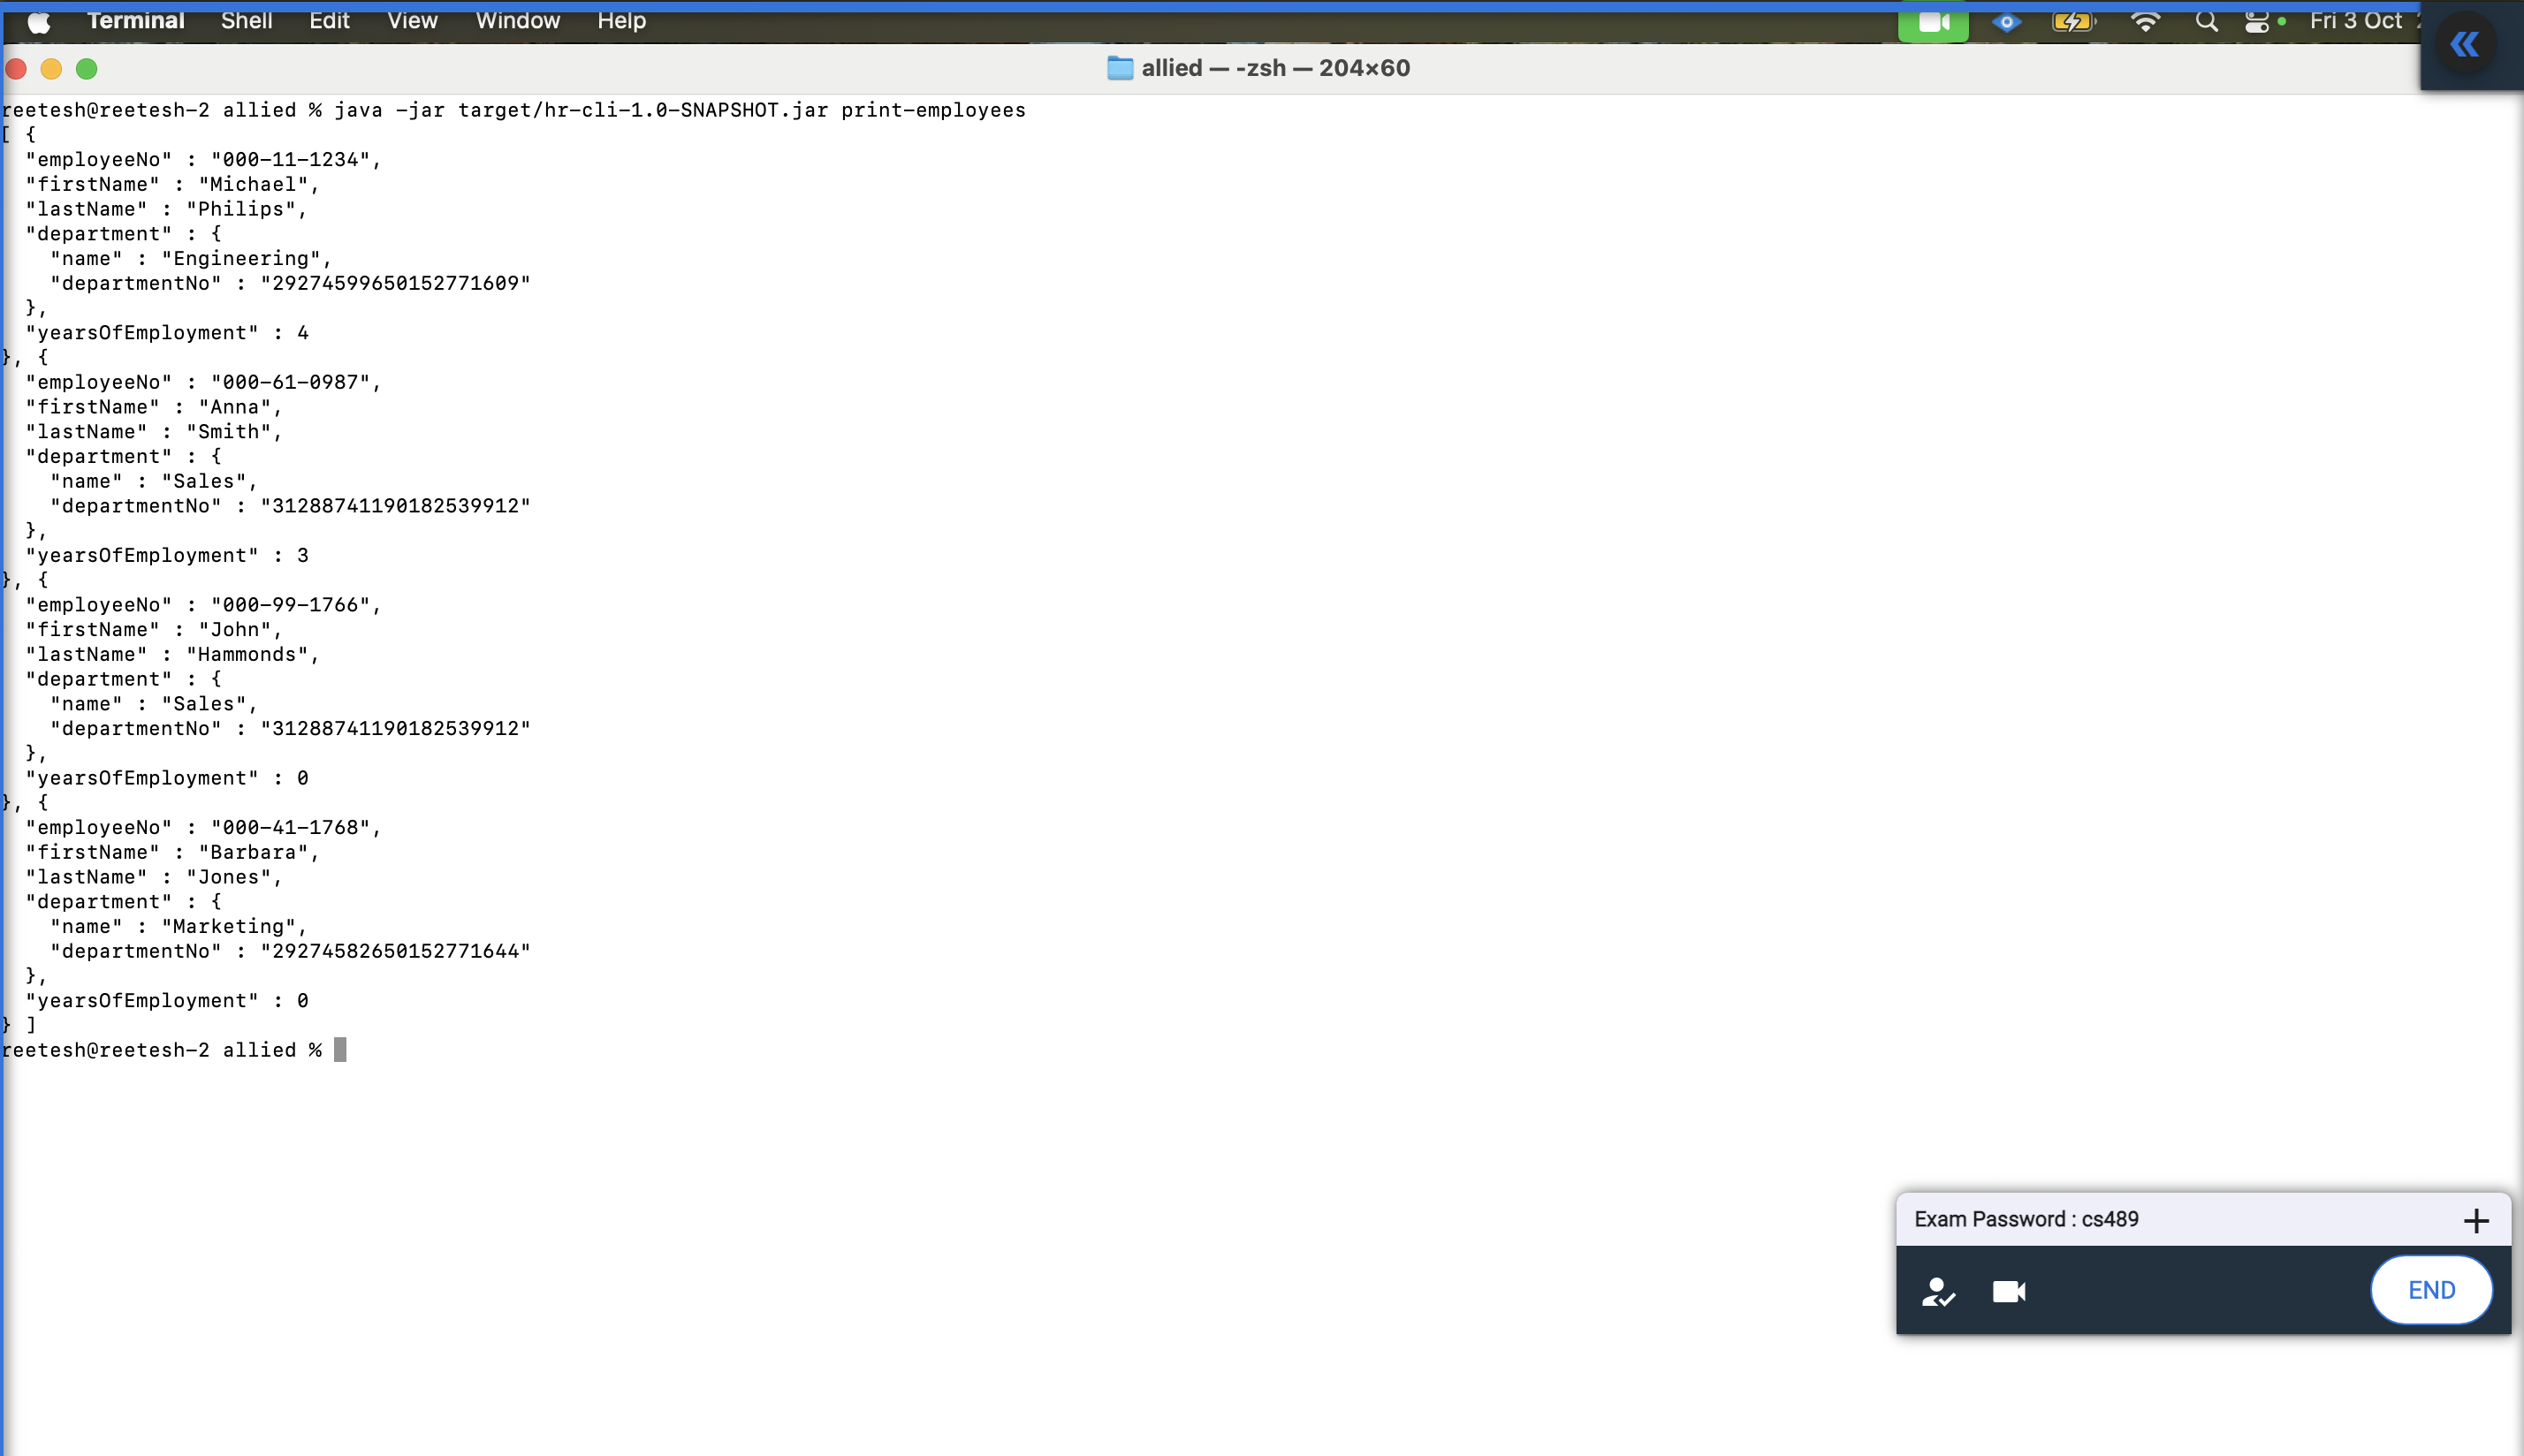 Terminal Shell Edit View Window Help Fri 3 Oct
allied — -zsh — 204×60
reetesh@reetesh-2 allied % java -jar target/hr-cli-1.0-SNAPSHOT.jar print-employees
[ {
  "employeeNo" : "000-11-1234",
  "firstName" : "Michael",
  "lastName" : "Philips",
  "department" : {
    "name" : "Engineering",
    "departmentNo" : "29274599650152771609"
  },
  "yearsOfEmployment" : 4
}, {
  "employeeNo" : "000-61-0987",
  "firstName" : "Anna",
  "lastName" : "Smith",
  "department" : {
    "name" : "Sales",
    "departmentNo" : "31288741190182539912"
  },
  "yearsOfEmployment" : 3
}, {
  "employeeNo" : "000-99-1766",
  "firstName" : "John",
  "lastName" : "Hammonds",
  "department" : {
    "name" : "Sales",
    "departmentNo" : "31288741190182539912"
  },
  "yearsOfEmployment" : 0
}, {
  "employeeNo" : "000-41-1768",
  "firstName" : "Barbara",
  "lastName" : "Jones",
  "department" : {
    "name" : "Marketing",
    "departmentNo" : "29274582650152771644"
  },
  "yearsOfEmployment" : 0
} ]
reetesh@reetesh-2 allied %
Exam Password : cs489
END